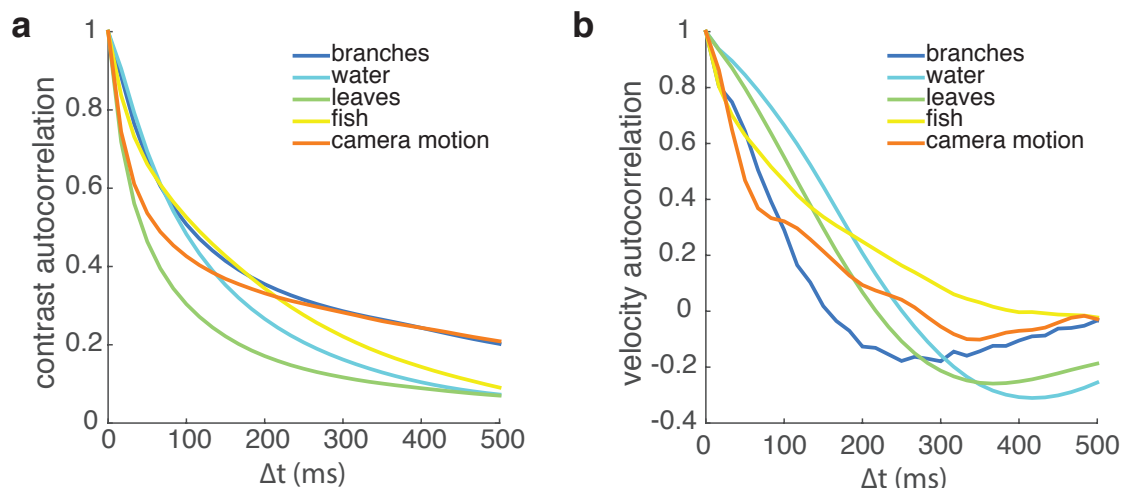 a
contrast autocorrelation
1
0.8
0.6
0.4
0.2
0
0
100
200
300
400
500
Δt (ms)
branches
water
leaves
fish
camera motion
b
velocity autocorrelation
1
0.8
0.6
0.4
0.2
0
-0.2
-0.4
0
100
200
300
400
500
Δt (ms)
branches
water
leaves
fish
camera motion